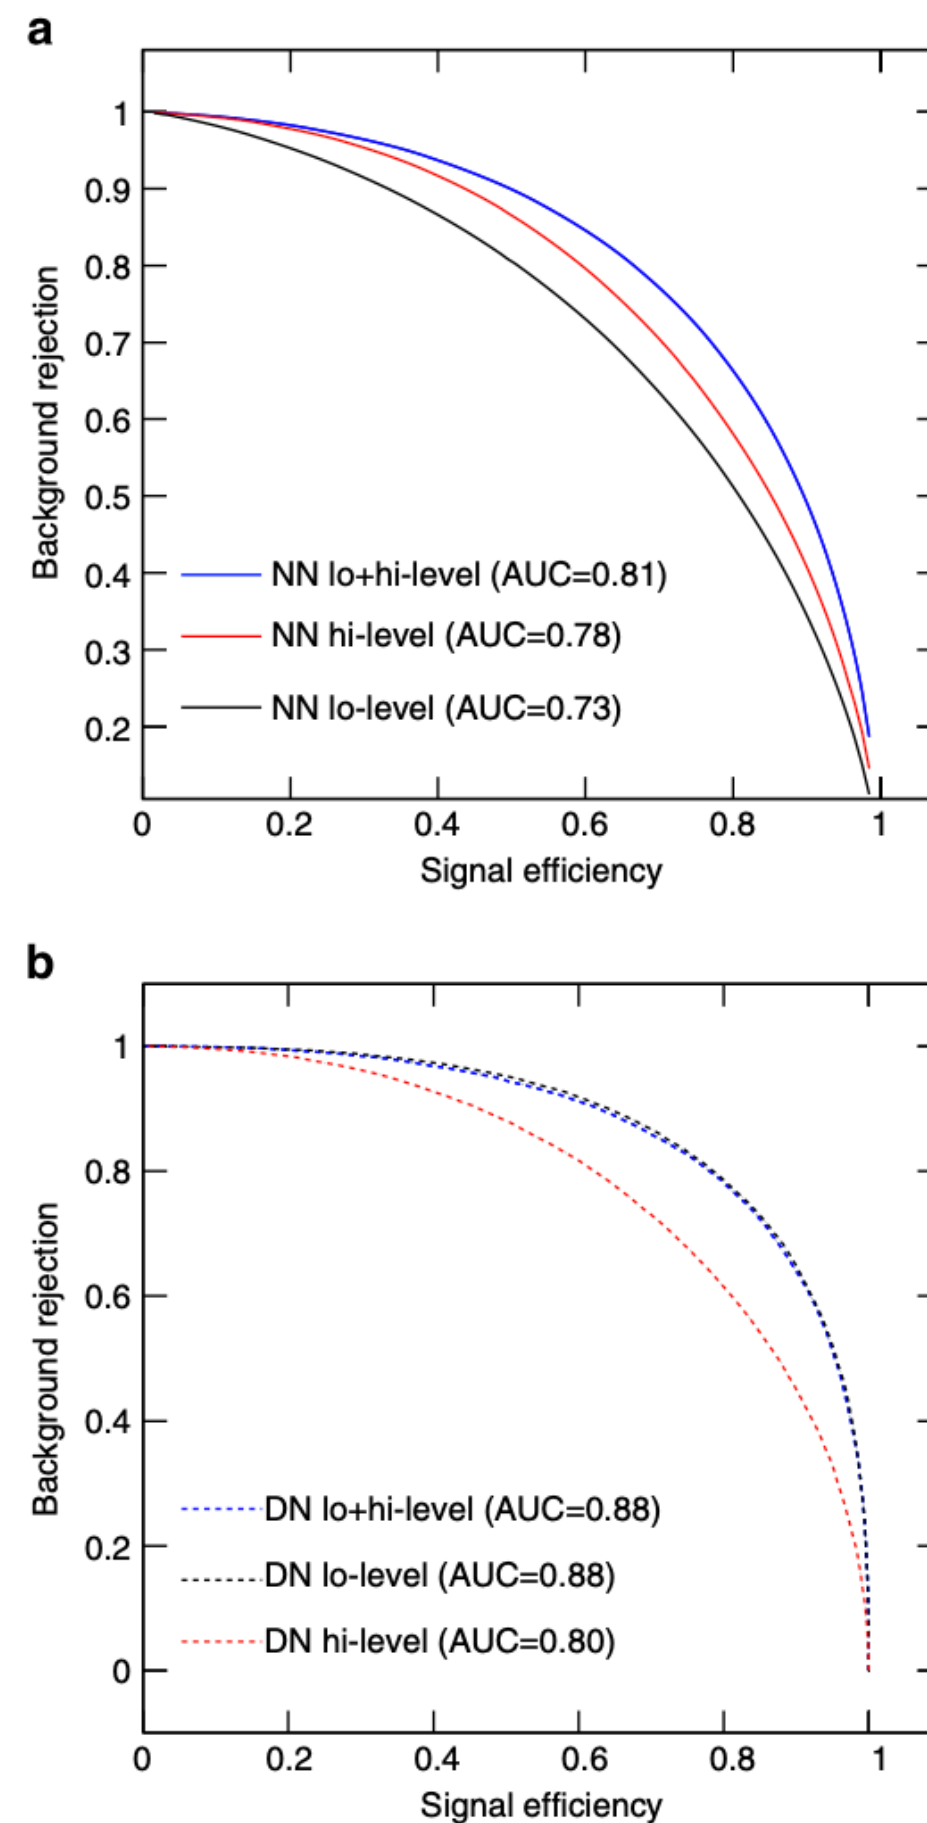 a
1
0.9
0.8
0.7
0.6
0.5
0.4
0.3
0.2
Background rejection
NN lo+hi-level (AUC=0.81)
NN hi-level (AUC=0.78)
NN lo-level (AUC=0.73)
0 0.2 0.4 0.6 0.8 1
Signal efficiency
b
1
0.8
0.6
0.4
0.2
0
Background rejection
DN lo+hi-level (AUC=0.88)
DN lo-level (AUC=0.88)
DN hi-level (AUC=0.80)
0 0.2 0.4 0.6 0.8 1
Signal efficiency